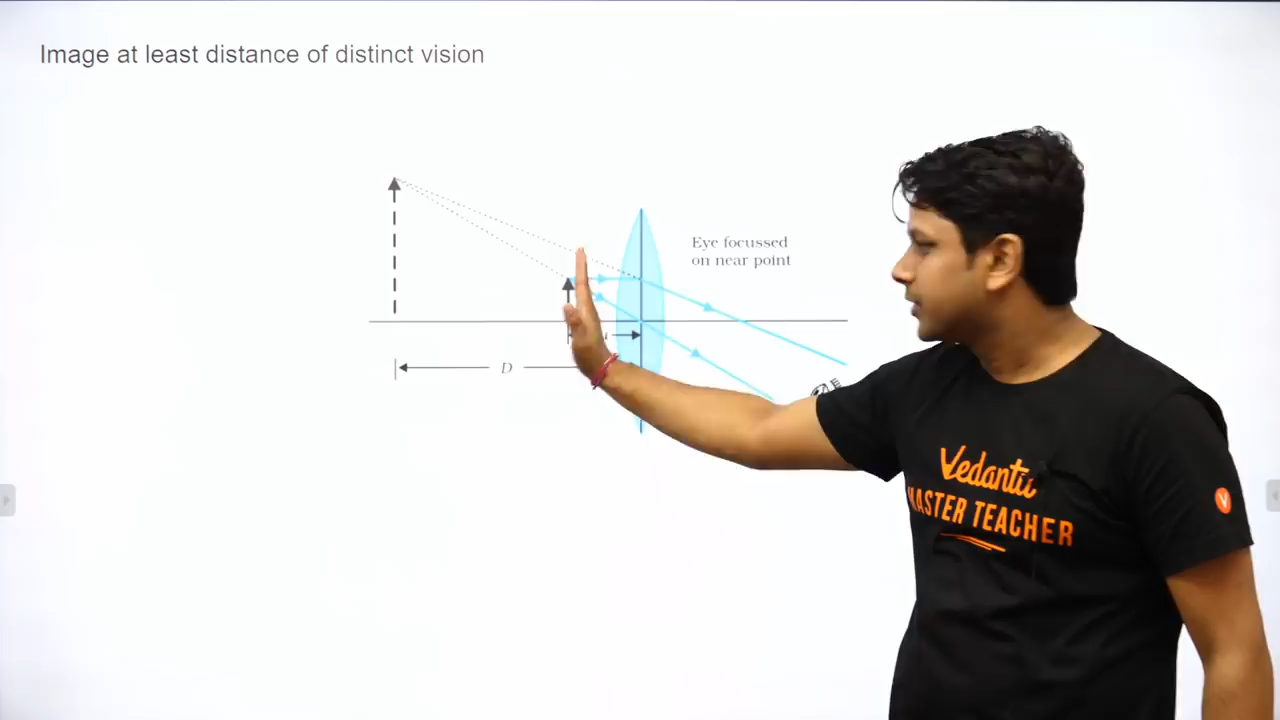 Image at least distance of distinct vision
Eye focussed
on near point
u
D
Vedantu
MASTER TEACHER
V